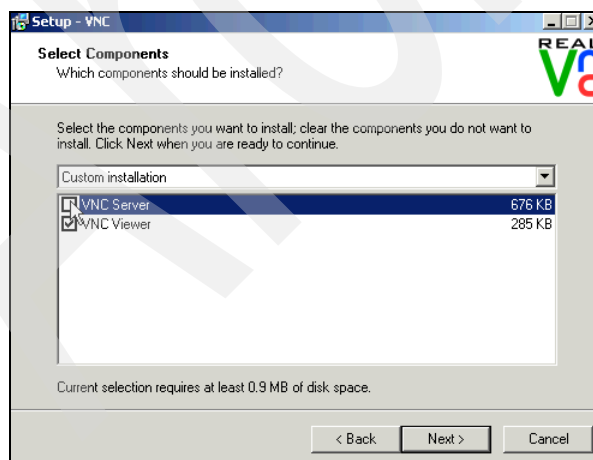 Setup - VNC
Select Components
Which components should be installed?
REAL
Vnc
Select the components you want to install; clear the components you do not want to
install. Click Next when you are ready to continue.
Custom installation
VNC Server 676 KB
VNC Viewer 285 KB
Current selection requires at least 0.9 MB of disk space.
< Back Next > Cancel